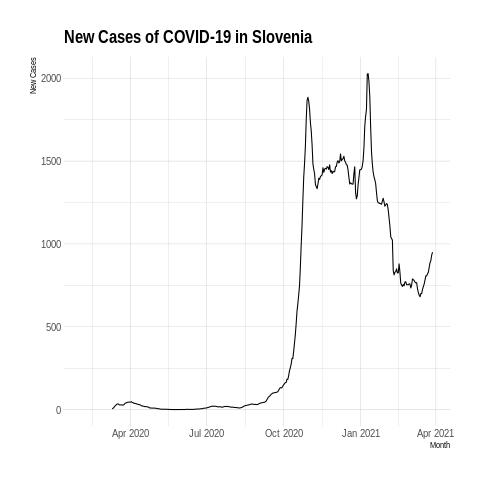 New Cases of COVID-19 in Slovenia
New Cases
2000
1500
1000
500
0
Apr 2020 Jul 2020 Oct 2020 Jan 2021 Apr 2021
Month